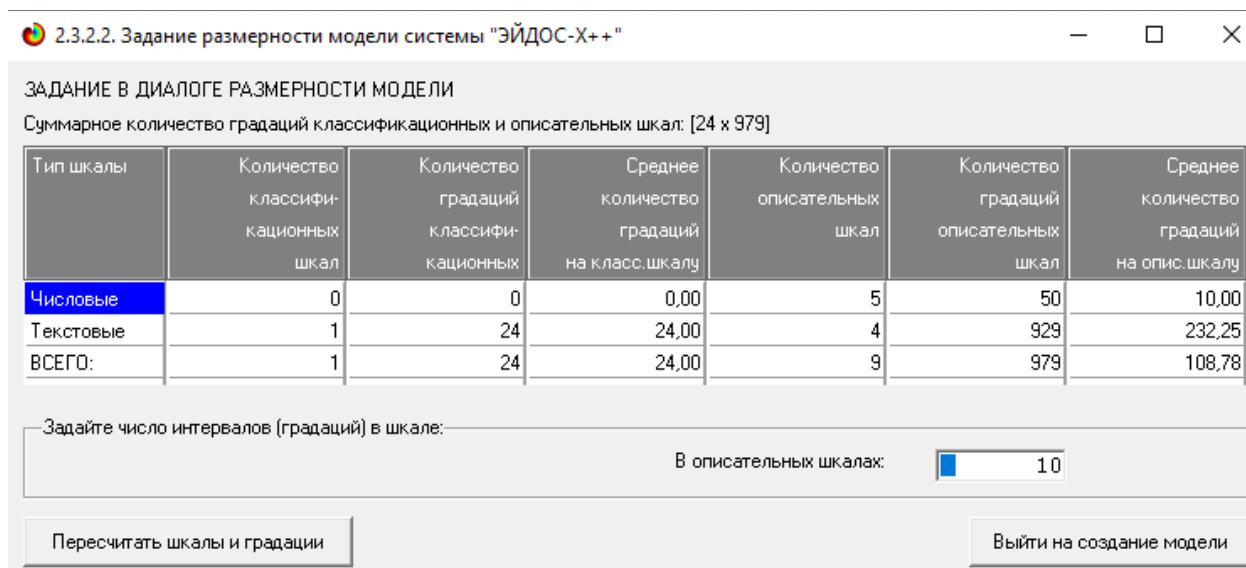 2.3.2.2. Задание размерности модели системы "ЭЙДОС-Х++"
ЗАДАНИЕ В ДИАЛОГЕ РАЗМЕРНОСТИ МОДЕЛИ
Суммарное количество градаций классификационных и описательных шкал: [24 x 979]
Тип шкалы Количество классифи- кационных шкал Количество градаций классифи- кационных Среднее количество градаций на класс.шкалу Количество описательных шкал Количество градаций описательных шкал Среднее количество градаций на опис.шкалу
Числовые 0 0 0,00 5 50 10,00
Текстовые 1 24 24,00 4 929 232,25
ВСЕГО: 1 24 24,00 9 979 108,78
Задайте число интервалов (градаций) в шкале:
В описательных шкалах: 10
Пересчитать шкалы и градации Выйти на создание модели